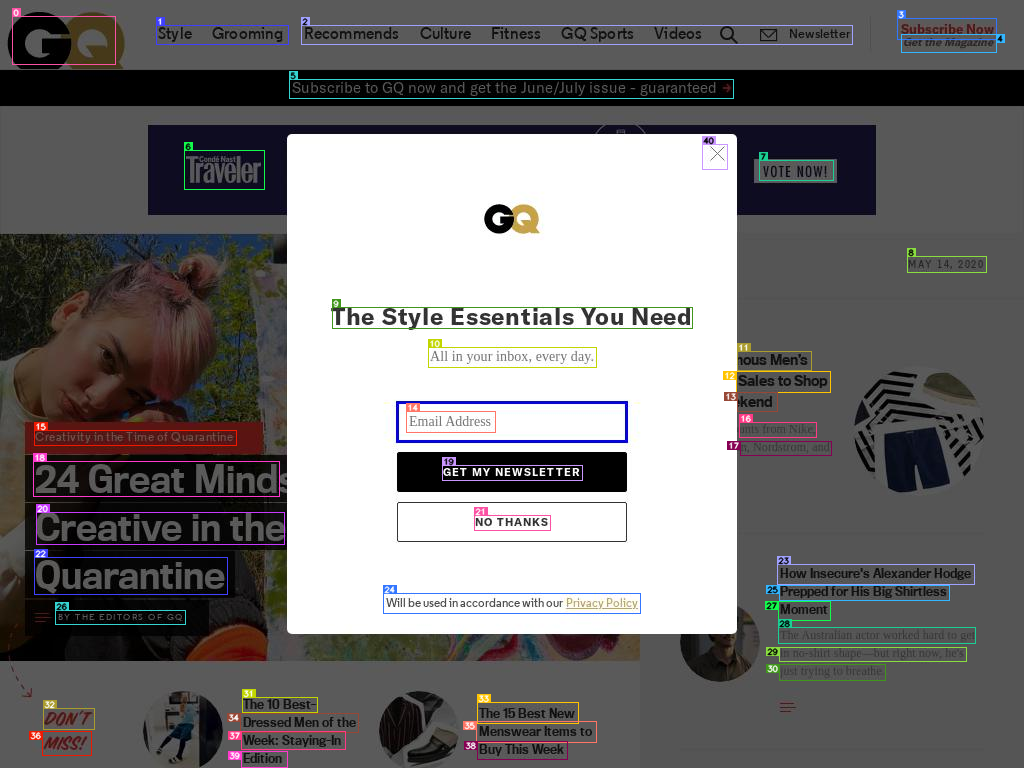 GQ
Style Grooming Recommends Culture Fitness GQ Sports Videos Newsletter
Subscribe Now
Get the Magazine
Subscribe to GQ now and get the June/July issue - guaranteed →
Condé Nast
Traveler
VOTE NOW!
MAY 14, 2020
GQ
The Style Essentials You Need
All in your inbox, every day.
Email Address
GET MY NEWSLETTER
NO THANKS
Will be used in accordance with our Privacy Policy
Creativity in the Time of Quarantine
24 Great Minds
Creative in the
Quarantine
BY THE EDITORS OF GQ
Men's
Sales to Shop
pants from Nike,
Nordstrom, and
How Insecure's Alexander Hodge
Prepped for His Big Shirtless
Moment
The Australian actor worked hard to get
in no-shirt shape—but right now, he's
just trying to breathe.
DON'T
MISS!
The 10 Best-
Dressed Men of the
Week: Staying-In
Edition
The 15 Best New
Menswear Items to
Buy This Week
0
1
2
3
4
5
6
7
8
9
10
11
12
13
14
15
16
17
18
19
20
21
22
23
24
25
26
27
28
29
30
31
32
33
34
35
36
37
38
39
40